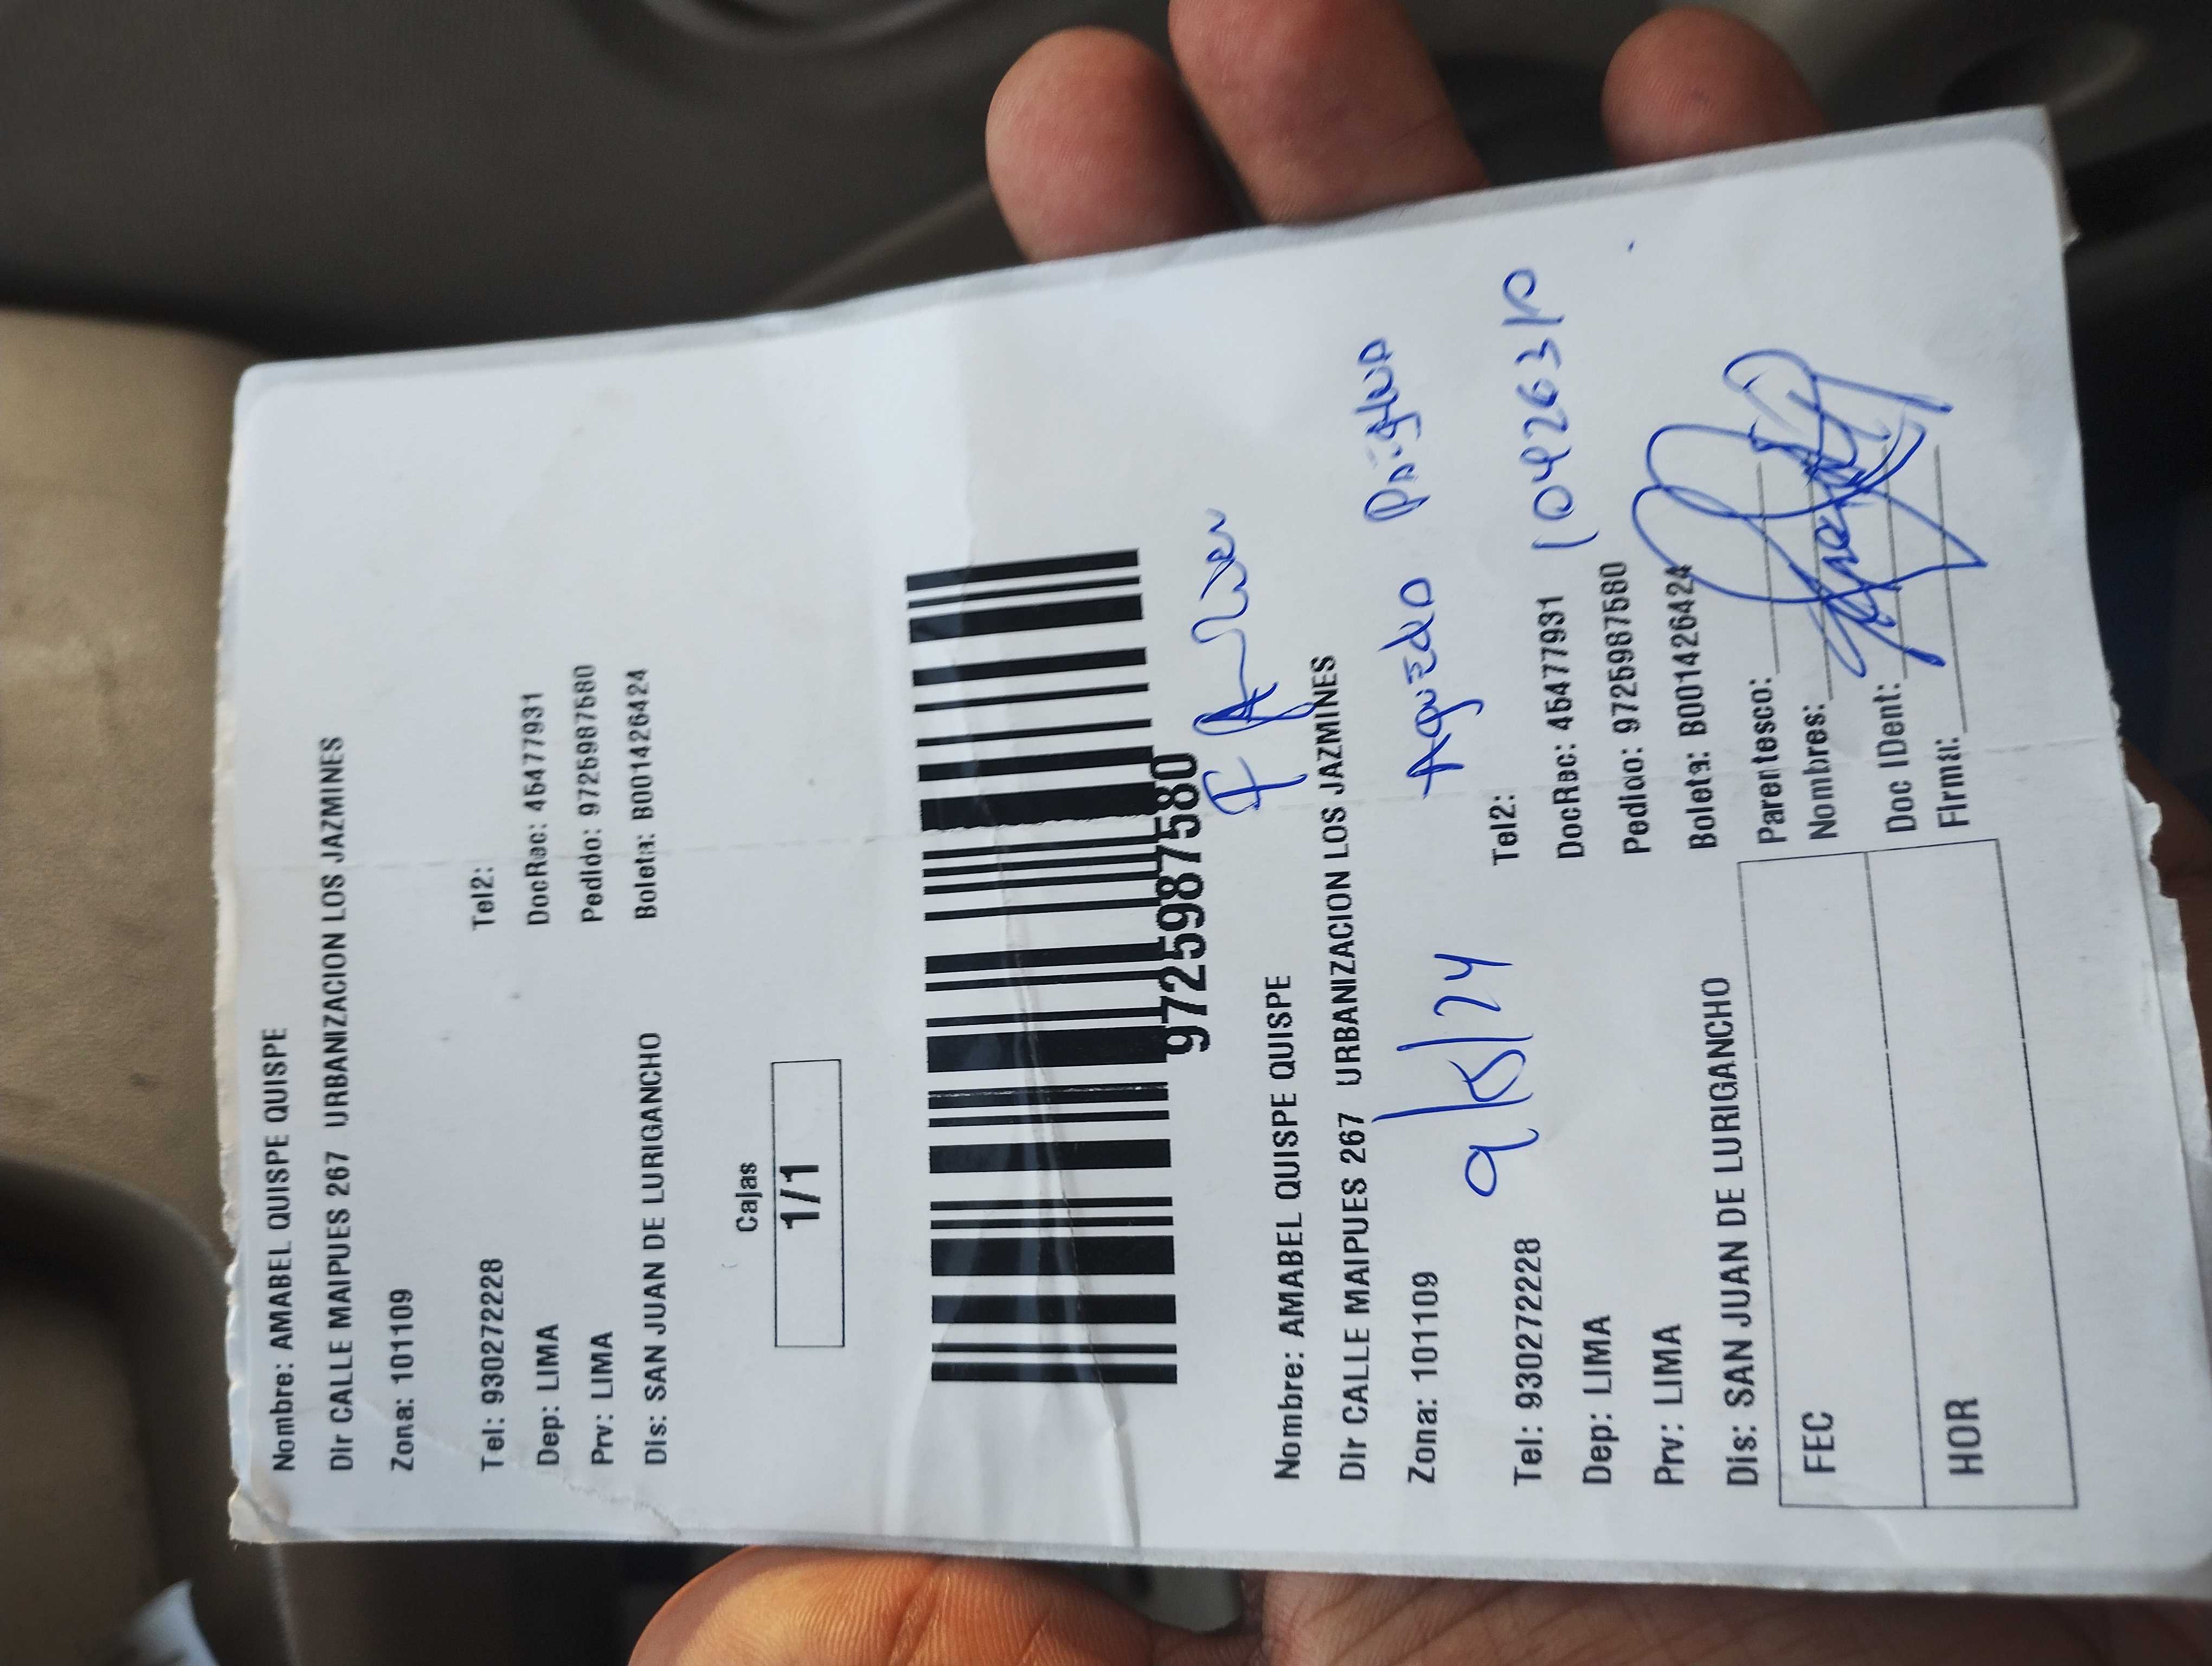 Nombre: AMABEL QUISPE QUISPE
Dir CALLE MAIPUES 267 URBANIZACION LOS JAZMINES
Zona: 101109
Tel: 930272228 Tel2:
Dep: LIMA DocRec: 45477931
Prv: LIMA Pedido: 9725987580
Dis: SAN JUAN DE LURIGANCHO Boleta: B001426424
Cajas
1/1
9725987580
Nombre: AMABEL QUISPE QUISPE
Dir CALLE MAIPUES 267 URBANIZACION LOS JAZMINES
Zona: 101109
9/5/24
Tel: 930272228 Tel2:
Dep: LIMA DocRec: 45477931
Prv: LIMA Pedido: 9725987580
Dis: SAN JUAN DE LURIGANCHO Boleta: B001426424
FEC Parentesco:
Nombres:
HOR Doc IDent:
Firma: